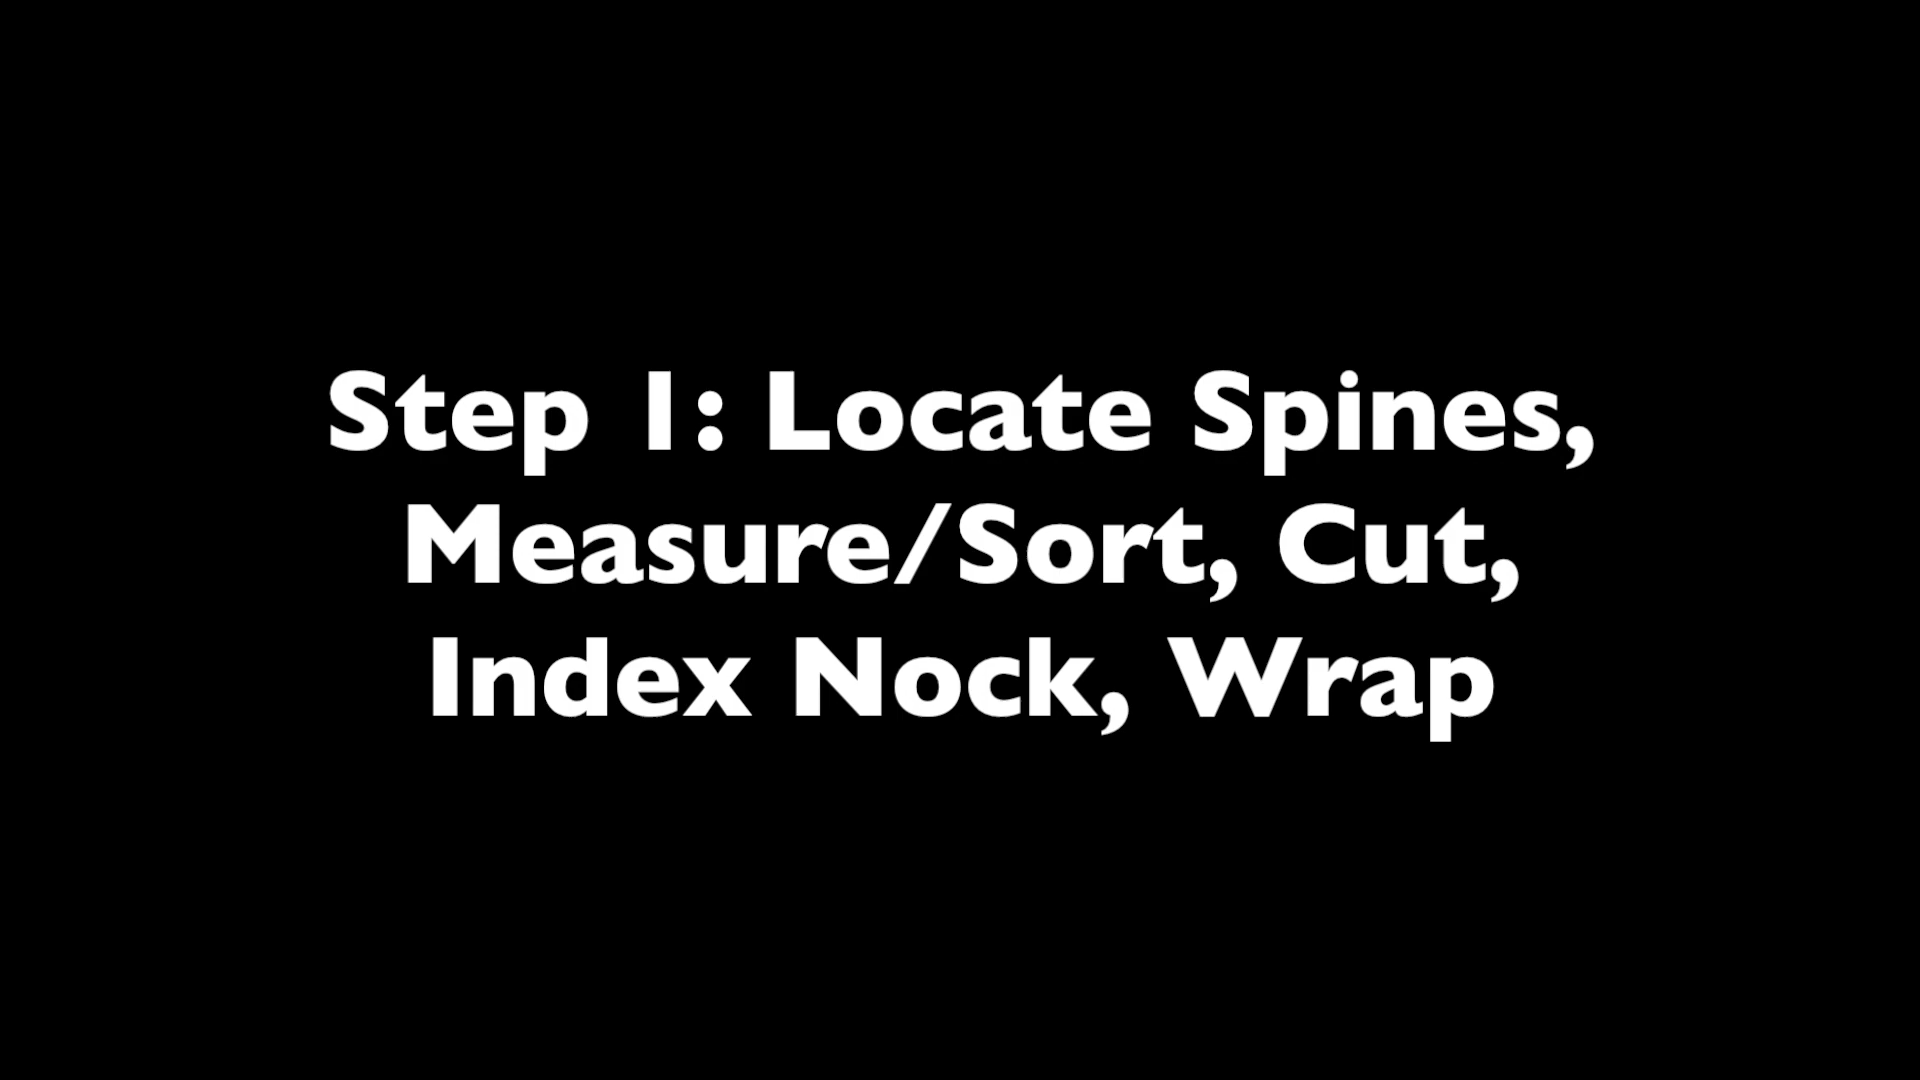 Step 1: Locate Spines,
Measure/Sort, Cut,
Index Nock, Wrap